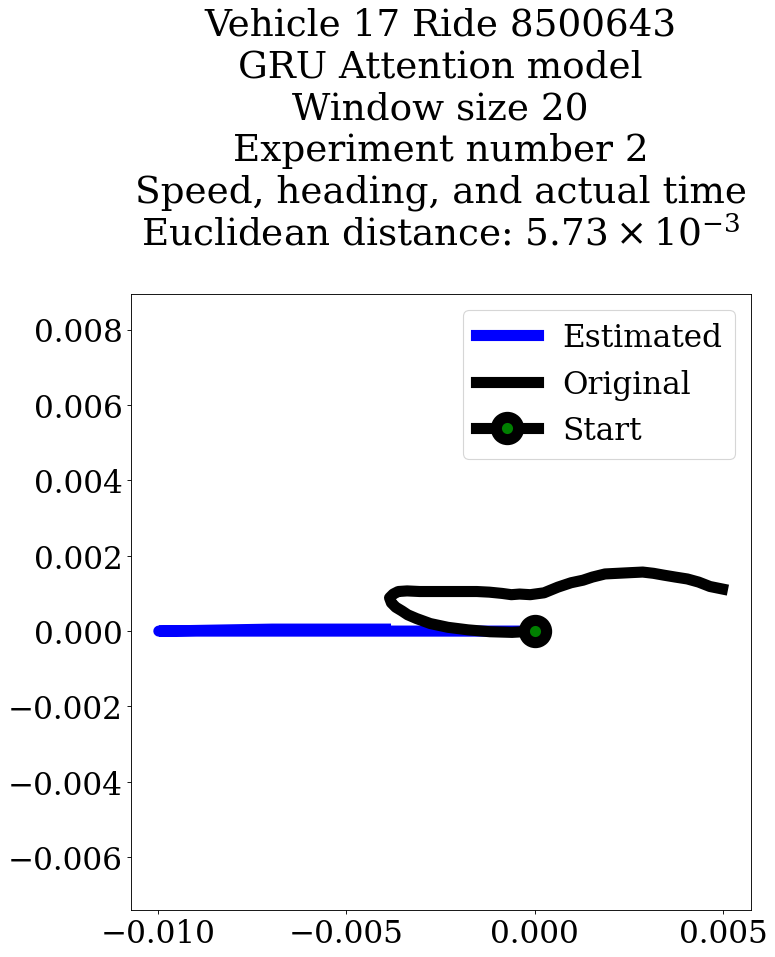 Vehicle 17 Ride 8500643
GRU Attention model
Window size 20
Experiment number 2
Speed, heading, and actual time
Euclidean distance: 5.73 × 10⁻³
Estimated
Original
Start
0.008
0.006
0.004
0.002
0.000
−0.002
−0.004
−0.006
−0.010
−0.005
0.000
0.005